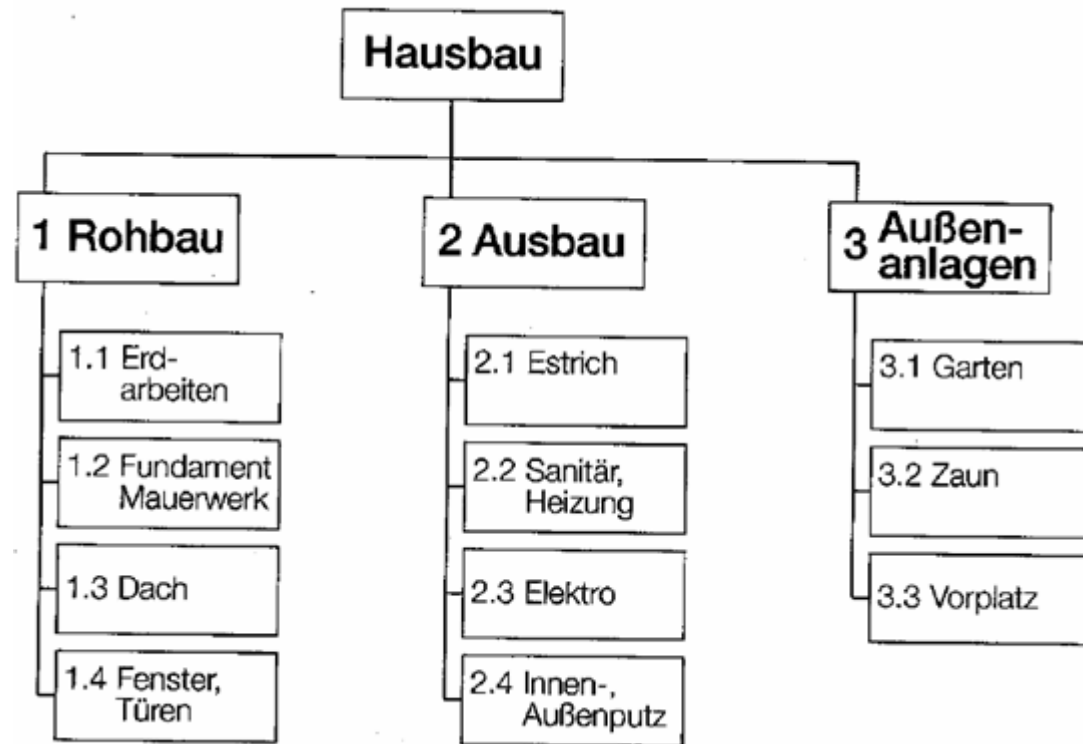 Hausbau
1 Rohbau
1.1 Erd-
arbeiten
1.2 Fundament
Mauerwerk
1.3 Dach
1.4 Fenster,
Türen
2 Ausbau
2.1 Estrich
2.2 Sanitär,
Heizung
2.3 Elektro
2.4 Innen-,
Außenputz
3 Außen-
anlagen
3.1 Garten
3.2 Zaun
3.3 Vorplatz